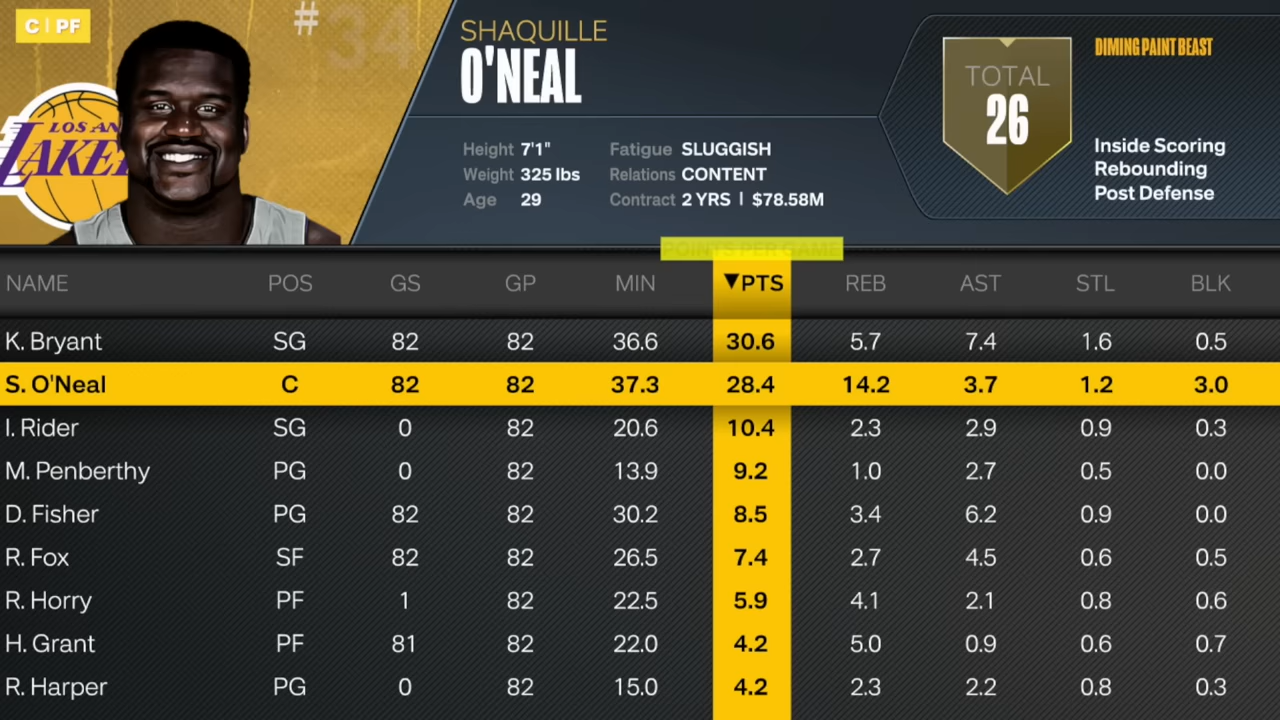 C | PF
#34
LOS AN
LAKE
SHAQUILLE
O'NEAL
Height 7'1"
Weight 325 lbs
Age 29
Fatigue SLUGGISH
Relations CONTENT
Contract 2 YRS | $78.58M
TOTAL
26
DIMING PAINT BEAST
Inside Scoring
Rebounding
Post Defense
POINTS PER GAME
NAME POS GS GP MIN ▼PTS REB AST STL BLK
K. Bryant SG 82 82 36.6 30.6 5.7 7.4 1.6 0.5
S. O'Neal C 82 82 37.3 28.4 14.2 3.7 1.2 3.0
I. Rider SG 0 82 20.6 10.4 2.3 2.9 0.9 0.3
M. Penberthy PG 0 82 13.9 9.2 1.0 2.7 0.5 0.0
D. Fisher PG 82 82 30.2 8.5 3.4 6.2 0.9 0.0
R. Fox SF 82 82 26.5 7.4 2.7 4.5 0.6 0.5
R. Horry PF 1 82 22.5 5.9 4.1 2.1 0.8 0.6
H. Grant PF 81 82 22.0 4.2 5.0 0.9 0.6 0.7
R. Harper PG 0 82 15.0 4.2 2.3 2.2 0.8 0.3